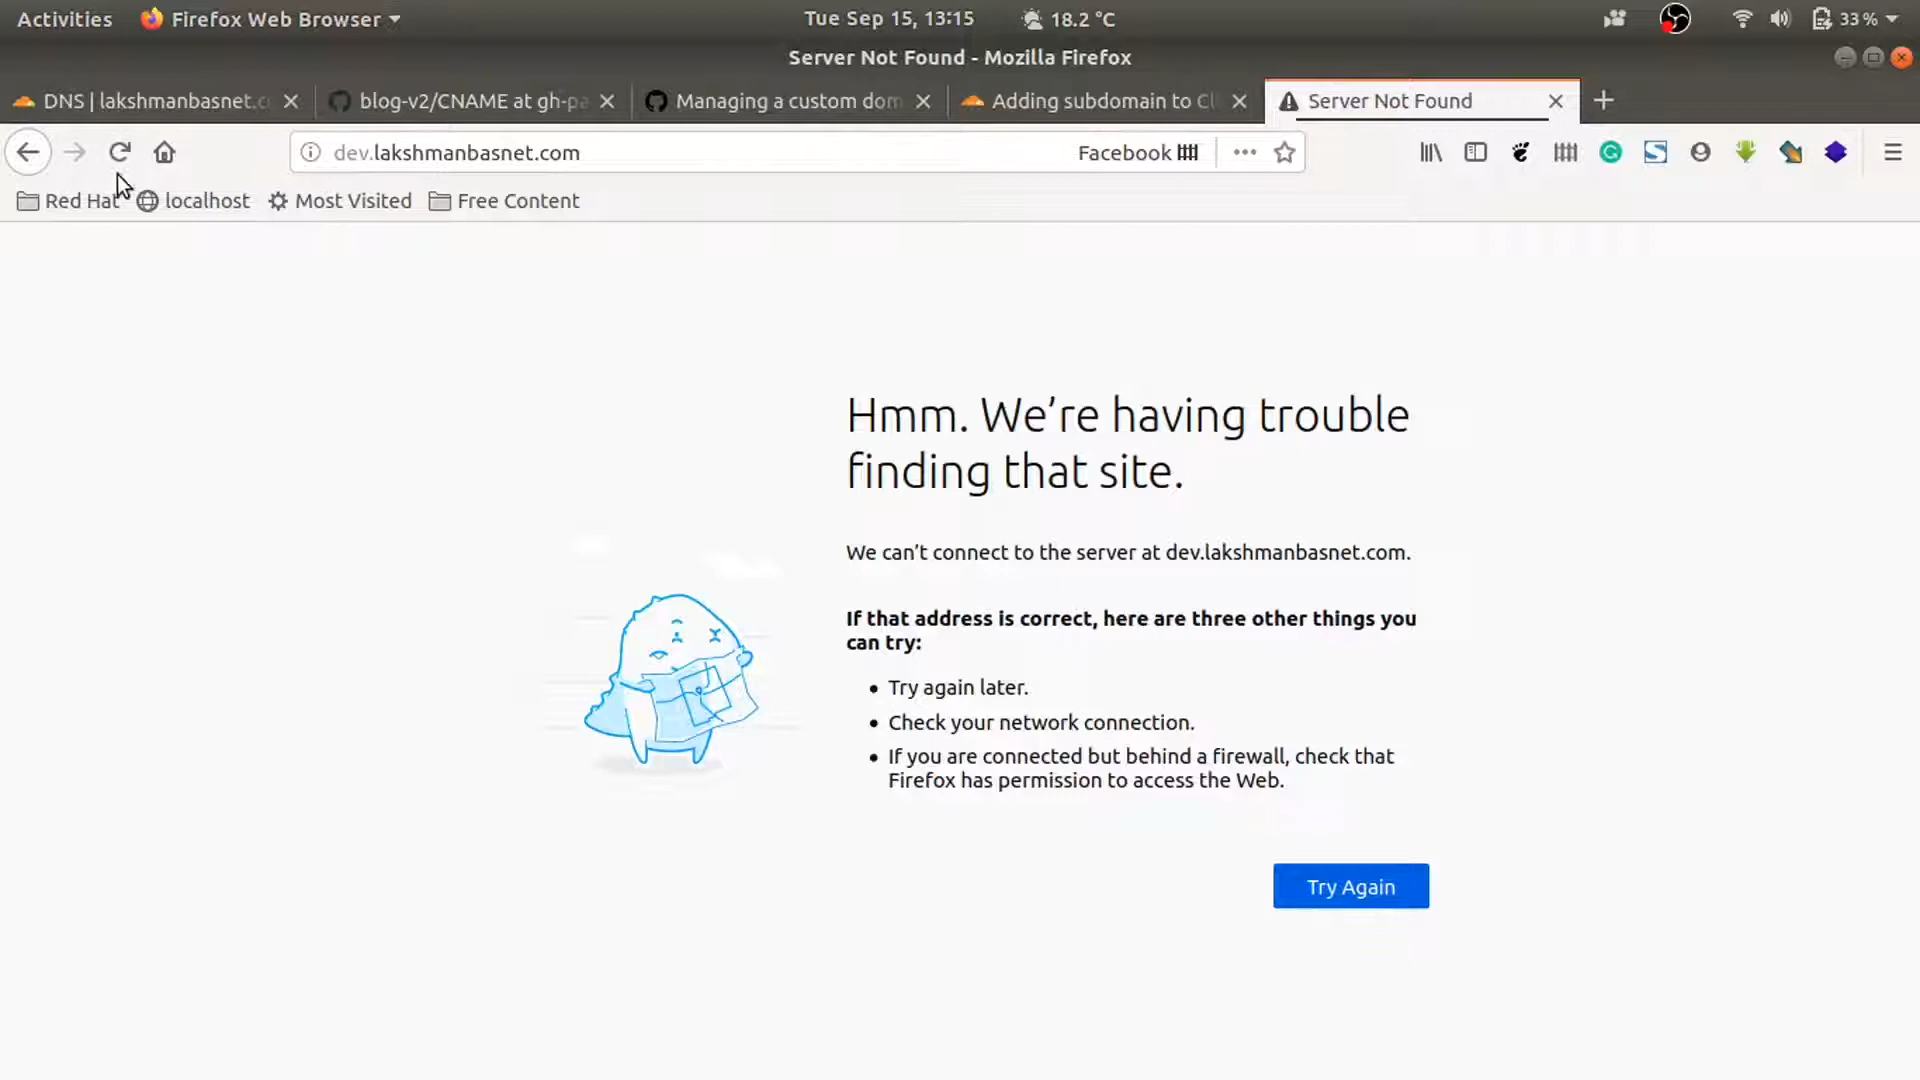 Activities
Firefox Web Browser
Tue Sep 15, 13:15
18.2 °C
33 %
Server Not Found - Mozilla Firefox
DNS | lakshmanbasnet.c
blog-v2/CNAME at gh-pa
Managing a custom dom
Adding subdomain to Cl
Server Not Found
dev.lakshmanbasnet.com
Facebook
Red Hat
localhost
Most Visited
Free Content
Hmm. We’re having trouble
finding that site.
We can’t connect to the server at dev.lakshmanbasnet.com.
If that address is correct, here are three other things you
can try:
Try again later.
Check your network connection.
If you are connected but behind a firewall, check that
Firefox has permission to access the Web.
Try Again